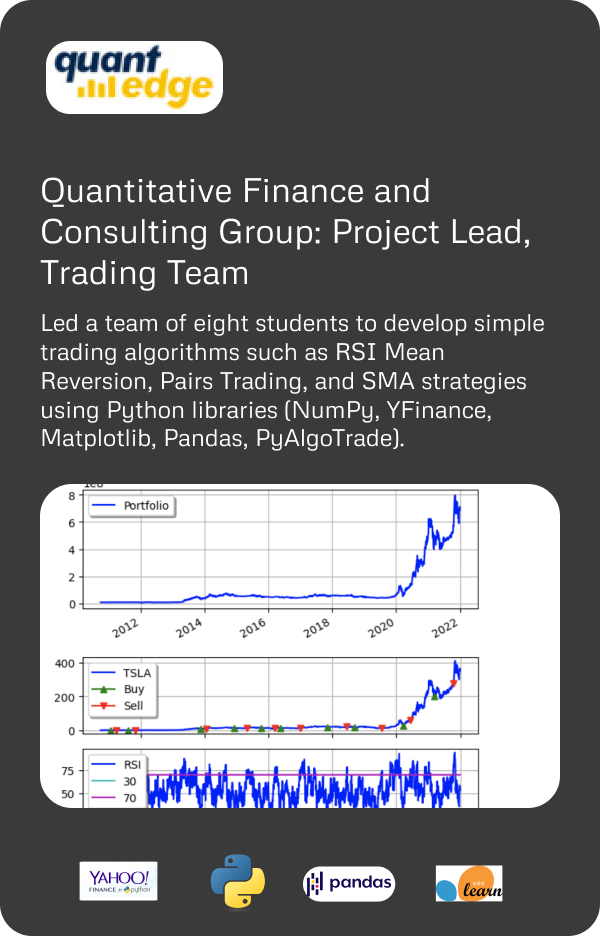 quant
edge
Quantitative Finance and
Consulting Group: Project Lead,
Trading Team
Led a team of eight students to develop simple
trading algorithms such as RSI Mean
Reversion, Pairs Trading, and SMA strategies
using Python libraries (NumPy, YFinance,
Matplotlib, Pandas, PyAlgoTrade).
8
Portfolio
6
4
2
0
2012 2014 2016 2018 2020 2022
400
TSLA
Buy
200
Sell
0
RSI
75
30
50
70
YAHOO!
FINANCE for python
pandas
learn